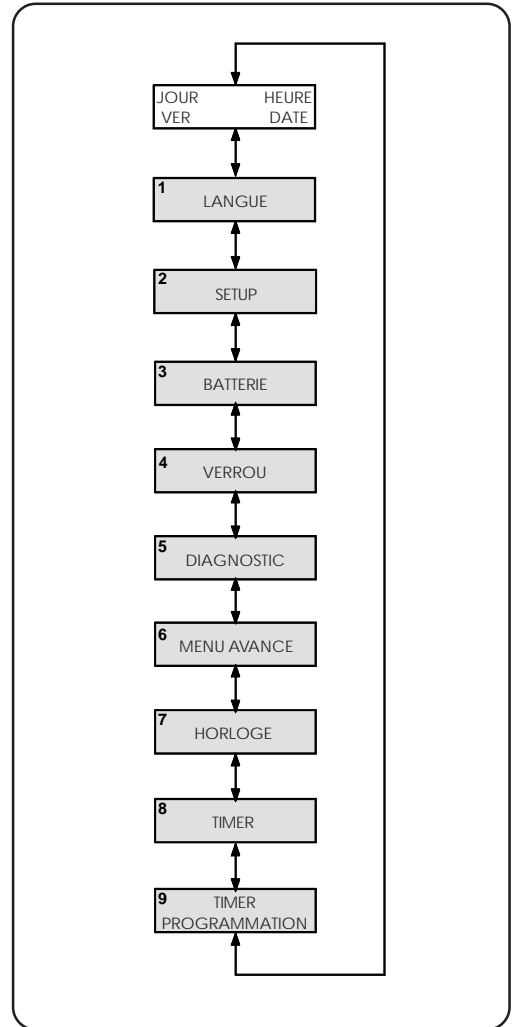 JOUR HEURE
VER DATE
1
LANGUE
2
SETUP
3
BATTERIE
4
VERROU
5
DIAGNOSTIC
6
MENU AVANCE
7
HORLOGE
8
TIMER
9
TIMER
PROGRAMMATION